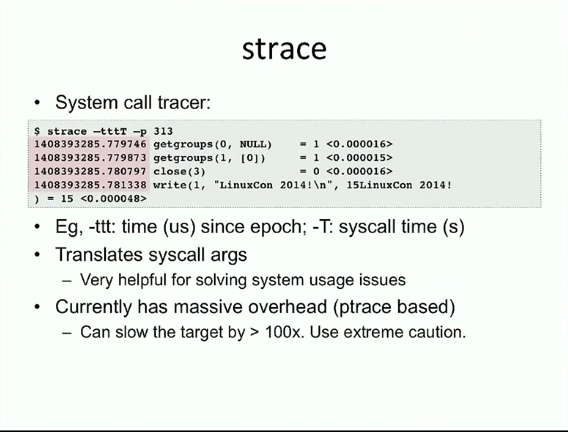 strace
• System call tracer:
$ strace –tttT –p 313
1408393285.779746 getgroups(0, NULL) = 1 <0.000016>
1408393285.779873 getgroups(1, [0]) = 1 <0.000015>
1408393285.780797 close(3) = 0 <0.000016>
1408393285.781338 write(1, "LinuxCon 2014!\n", 15LinuxCon 2014!
) = 15 <0.000048>
• Eg, -ttt: time (us) since epoch; -T: syscall time (s)
• Translates syscall args
– Very helpful for solving system usage issues
• Currently has massive overhead (ptrace based)
– Can slow the target by > 100x. Use extreme caution.